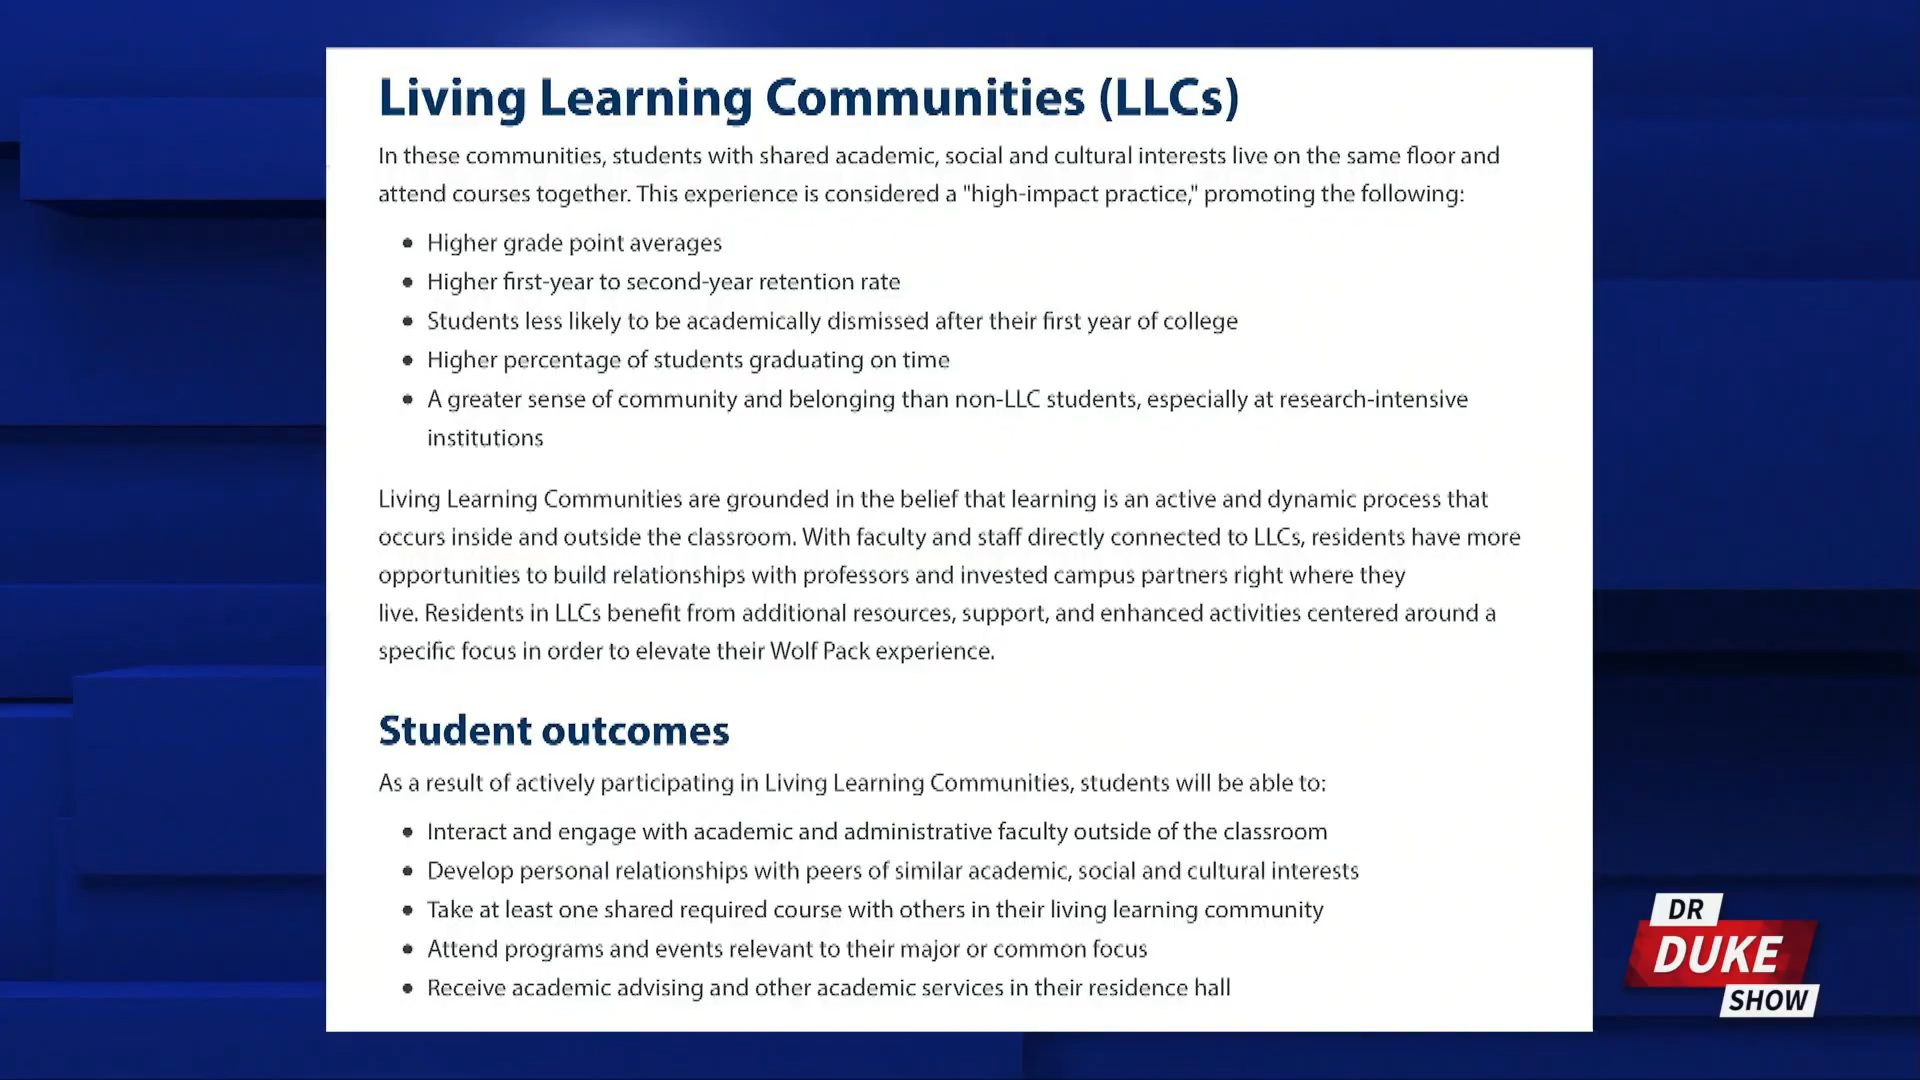 Living Learning Communities (LLCs)
In these communities, students with shared academic, social and cultural interests live on the same floor and
attend courses together. This experience is considered a "high-impact practice," promoting the following:
• Higher grade point averages
• Higher first-year to second-year retention rate
• Students less likely to be academically dismissed after their first year of college
• Higher percentage of students graduating on time
• A greater sense of community and belonging than non-LLC students, especially at research-intensive
institutions
Living Learning Communities are grounded in the belief that learning is an active and dynamic process that
occurs inside and outside the classroom. With faculty and staff directly connected to LLCs, residents have more
opportunities to build relationships with professors and invested campus partners right where they
live. Residents in LLCs benefit from additional resources, support, and enhanced activities centered around a
specific focus in order to elevate their Wolf Pack experience.
Student outcomes
As a result of actively participating in Living Learning Communities, students will be able to:
• Interact and engage with academic and administrative faculty outside of the classroom
• Develop personal relationships with peers of similar academic, social and cultural interests
• Take at least one shared required course with others in their living learning community
• Attend programs and events relevant to their major or common focus
• Receive academic advising and other academic services in their residence hall
DR
DUKE
SHOW